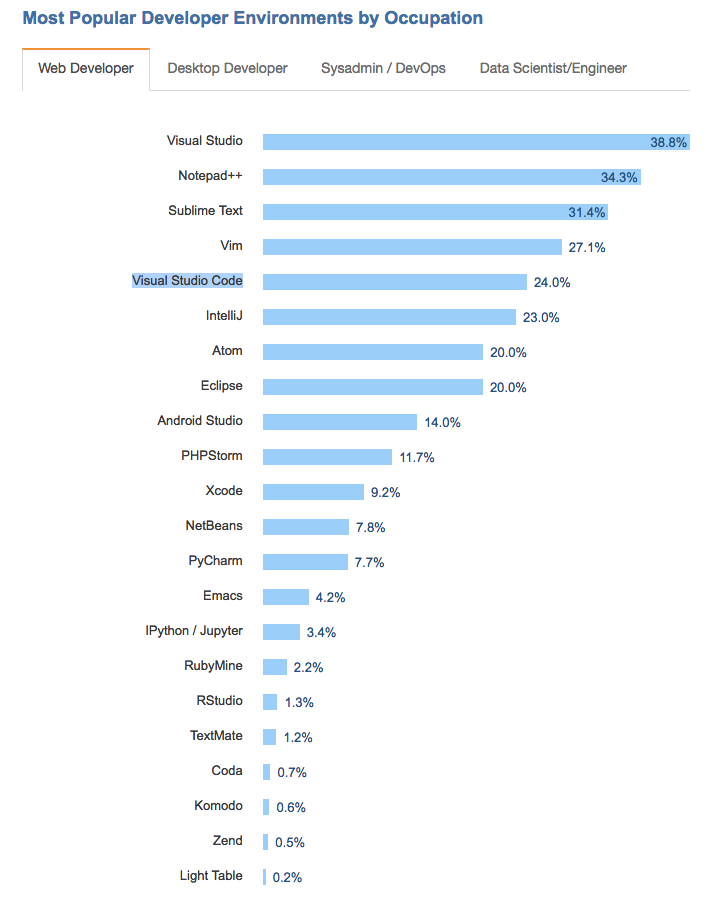 Most Popular Developer Environments by Occupation
Web Developer Desktop Developer Sysadmin / DevOps Data Scientist/Engineer
Visual Studio 38.8%
Notepad++ 34.3%
Sublime Text 31.4%
Vim 27.1%
Visual Studio Code 24.0%
IntelliJ 23.0%
Atom 20.0%
Eclipse 20.0%
Android Studio 14.0%
PHPStorm 11.7%
Xcode 9.2%
NetBeans 7.8%
PyCharm 7.7%
Emacs 4.2%
IPython / Jupyter 3.4%
RubyMine 2.2%
RStudio 1.3%
TextMate 1.2%
Coda 0.7%
Komodo 0.6%
Zend 0.5%
Light Table 0.2%